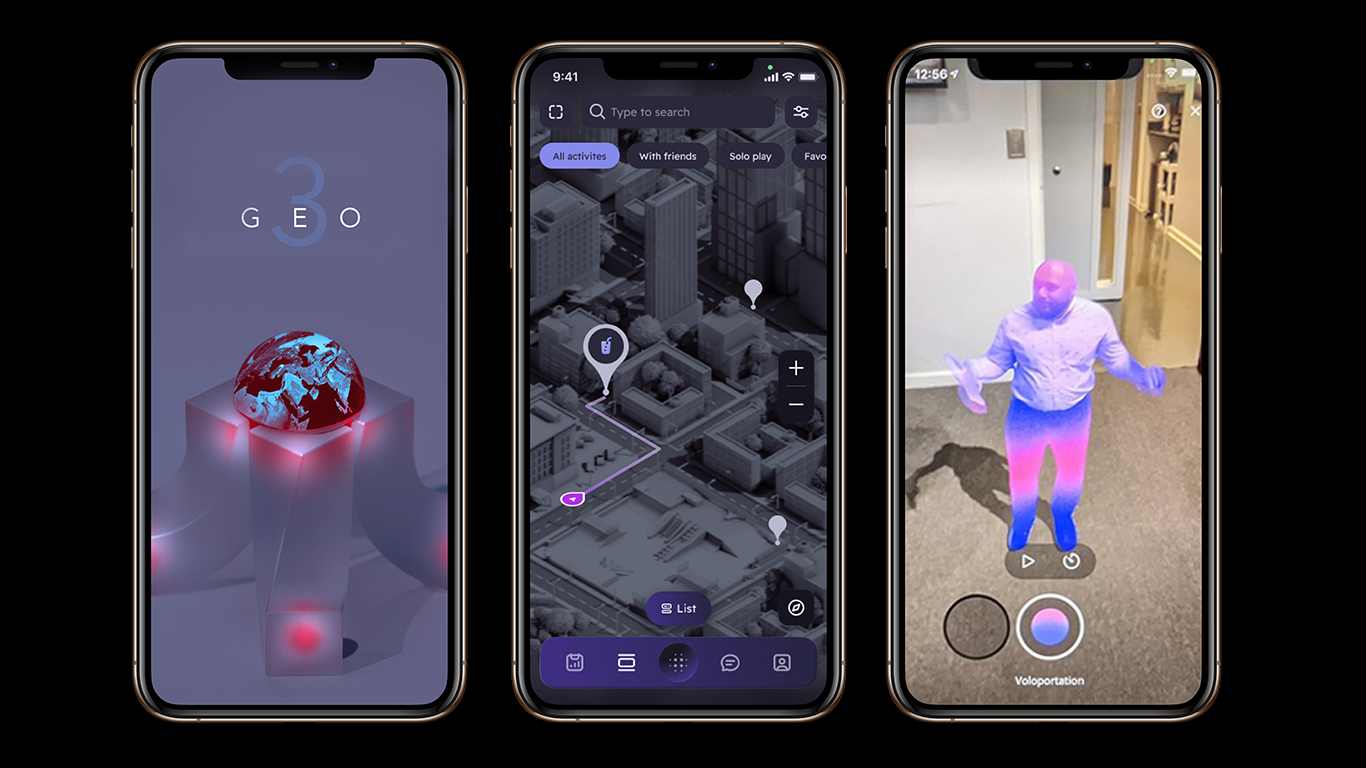 3
G E O
9:41
Type to search
All activites
With friends
Solo play
Favo
List
12:56
Voloportation